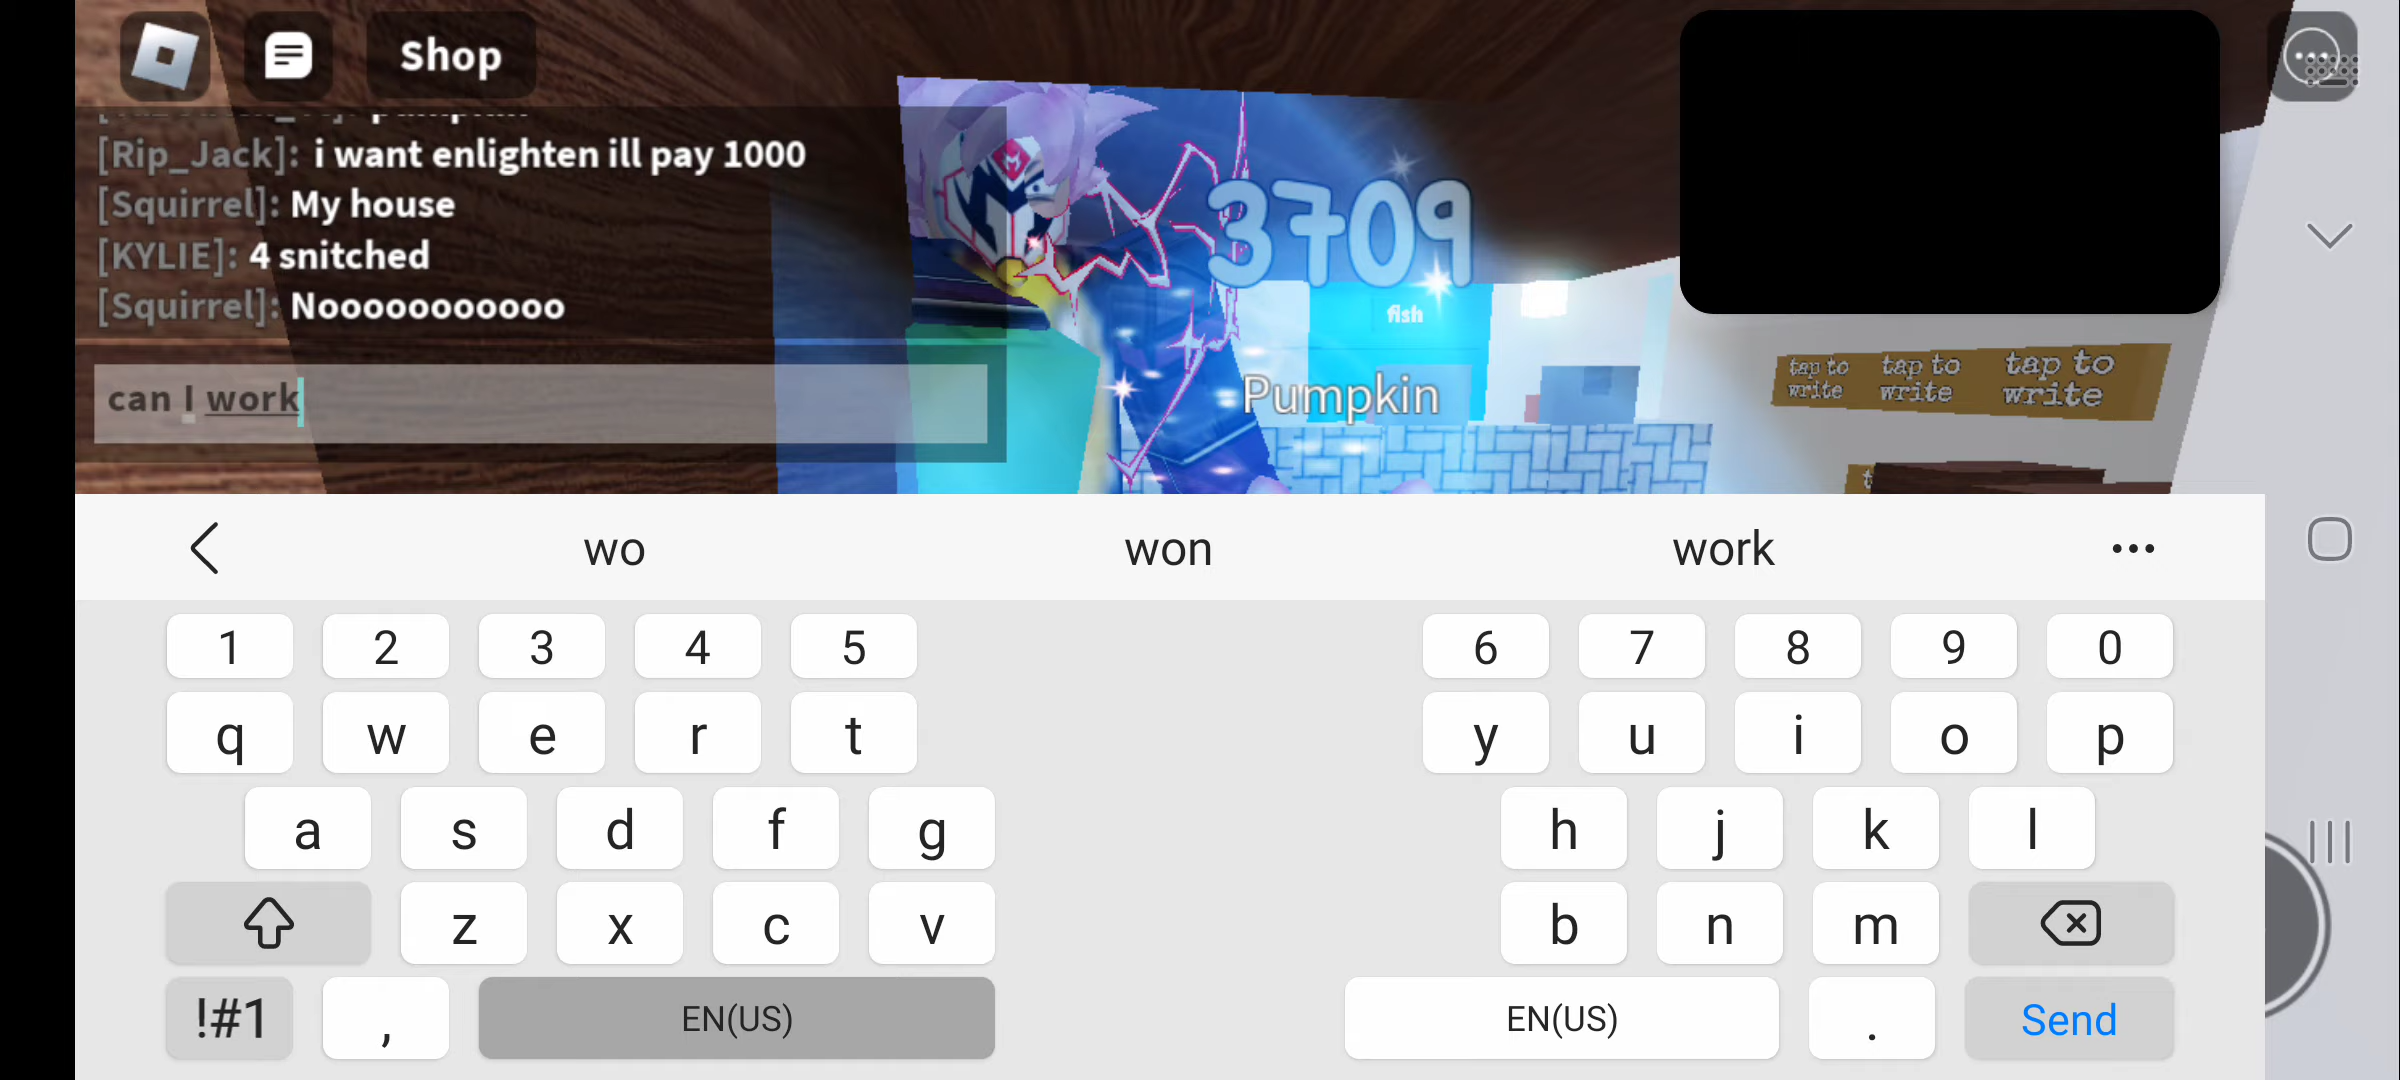 Shop
[Rip_Jack]: i want enlighten ill pay 1000
[Squirrel]: My house
[KYLIE]: 4 snitched
[Squirrel]: Nooooooooooo
can I work
3709
fish
Pumpkin
tap to write
tap to write
tap to write
wo won work
1 2 3 4 5 6 7 8 9 0
q w e r t y u i o p
a s d f g h j k l
z x c v b n m
!#1 , EN(US) EN(US) . Send